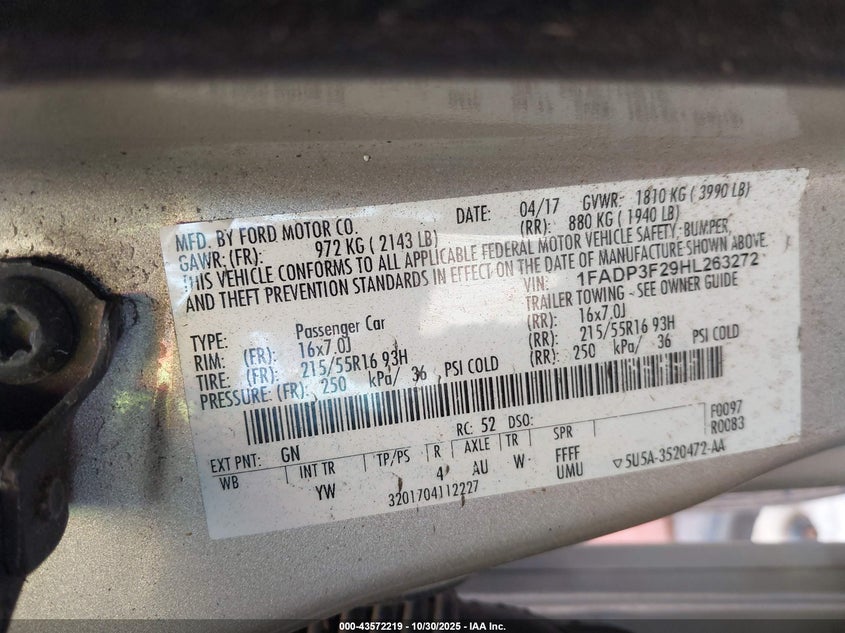 MFD. BY FORD MOTOR CO.
DATE: 04/17 GVWR: 1810 KG ( 3990 LB)
GAWR: (FR): 972 KG ( 2143 LB) (RR): 880 KG ( 1940 LB)
THIS VEHICLE CONFORMS TO ALL APPLICABLE FEDERAL MOTOR VEHICLE SAFETY, BUMPER,
AND THEFT PREVENTION STANDARDS IN EFFECT ON THE DATE OF MANUFACTURE SHOWN ABOVE.
VIN: 1FADP3F29HL263272
TYPE: Passenger Car TRAILER TOWING - SEE OWNER GUIDE
RIM: (FR): 16x7.0J (RR): 16x7.0J
TIRE: (FR): 215/55R16 93H (RR): 215/55R16 93H
PRESSURE: (FR): 250 kPa/ 36 PSI COLD (RR): 250 kPa/ 36 PSI COLD
EXT PNT: GN RC: 52 DSO: F0097
R0083
WB INT TR TP/PS R AXLE TR SPR
YW 4 AU W FFFF
UMU
▽5U5A-3520472-AA
3201704112227
000-43572219 - 10/30/2025 - IAA Inc.